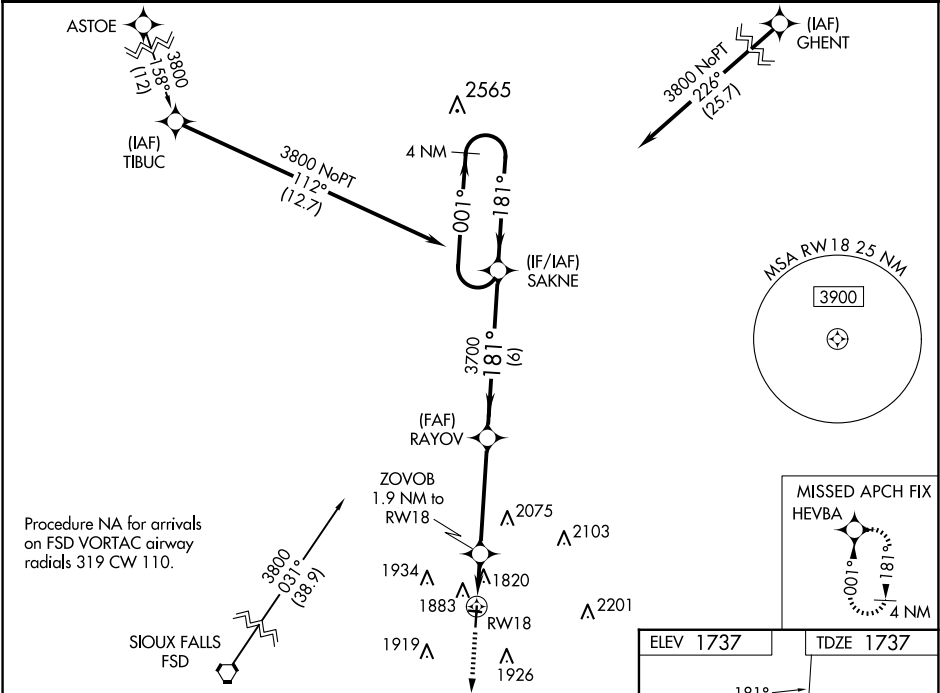 ASTOE
3800
158°
(12)
(IAF)
TIBUC
3800 NoPT
112°
(12.7)
2565
4 NM
001°
181°
(IF/IAF)
SAKNE
(IAF)
GHENT
3800 NoPT
226°
(25.7)
MSA RW18 25 NM
3900
3700
181°
(6)
(FAF)
RAYOV
ZOVOB
1.9 NM to
RW18
2075
2103
1934
1820
1883
RW18
2201
1919
1926
Procedure NA for arrivals
on FSD VORTAC airway
radials 319 CW 110.
3800
031°
(38.9)
SIOUX FALLS
FSD
MISSED APCH FIX
HEVBA
001°
181°
4 NM
ELEV 1737
TDZE 1737
181°